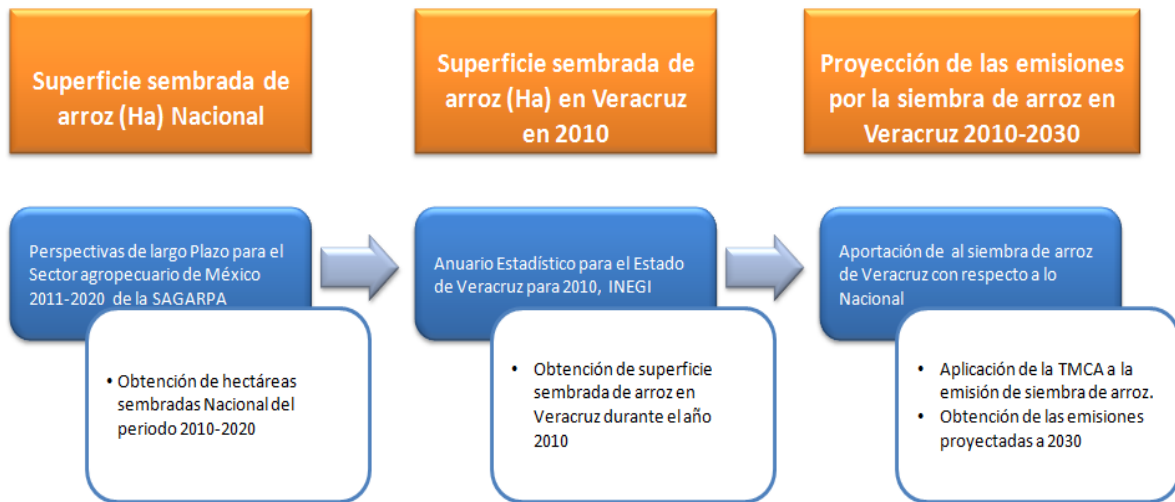 Superficie sembrada de
arroz (Ha) Nacional
Superficie sembrada de
arroz (Ha) en Veracruz
en 2010
Proyección de las emisiones
por la siembra de arroz en
Veracruz 2010-2030
Perspectivas de largo Plazo para el
Sector agropecuario de México
2011-2020 de la SAGARPA
• Obtención de hectáreas
sembradas Nacional del
periodo 2010-2020
Anuario Estadístico para el Estado
de Veracruz para 2010, INEGI
• Obtención de superficie
sembrada de arroz en
Veracruz durante el año
2010
Aportación de al siembra de arroz
de Veracruz con respecto a lo
Nacional
• Aplicación de la TMCA a la
emisión de siembra de arroz.
• Obtención de las emisiones
proyectadas a 2030